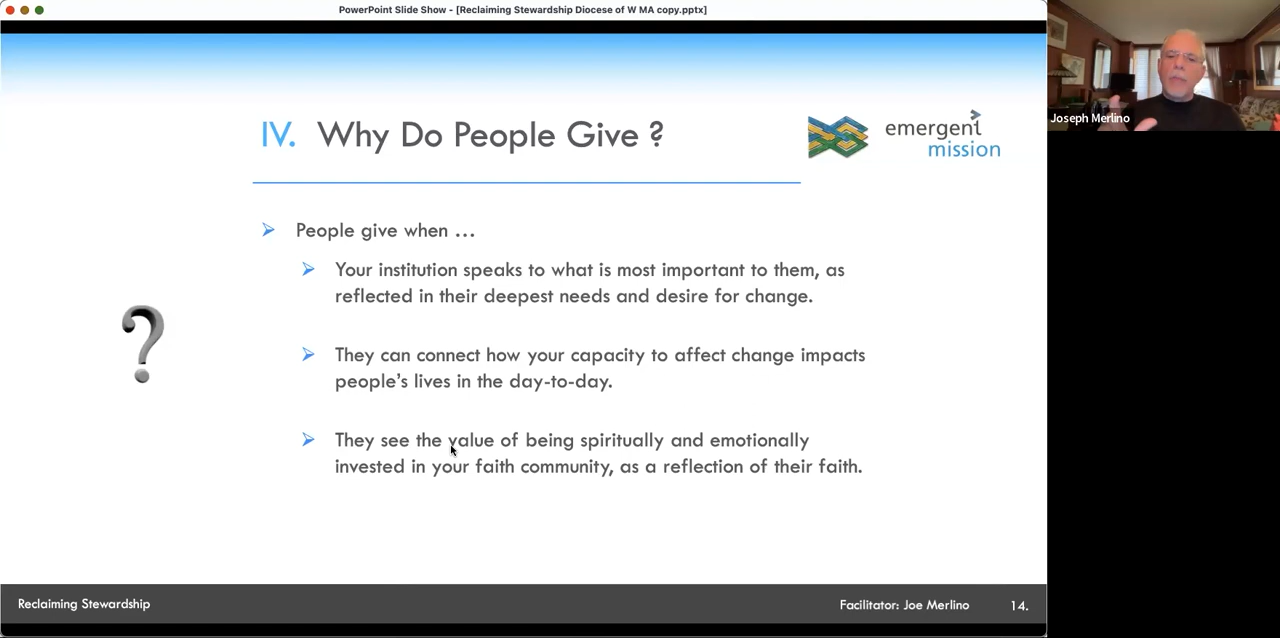 PowerPoint Slide Show - [Reclaiming Stewardship Diocese of W MA copy.pptx]
IV. Why Do People Give ?
emergent
mission
Joseph Merlino
➢ People give when …
➢ Your institution speaks to what is most important to them, as
reflected in their deepest needs and desire for change.
➢ They can connect how your capacity to affect change impacts
people’s lives in the day-to-day.
➢ They see the value of being spiritually and emotionally
invested in your faith community, as a reflection of their faith.
?
Reclaiming Stewardship
Facilitator: Joe Merlino
14.